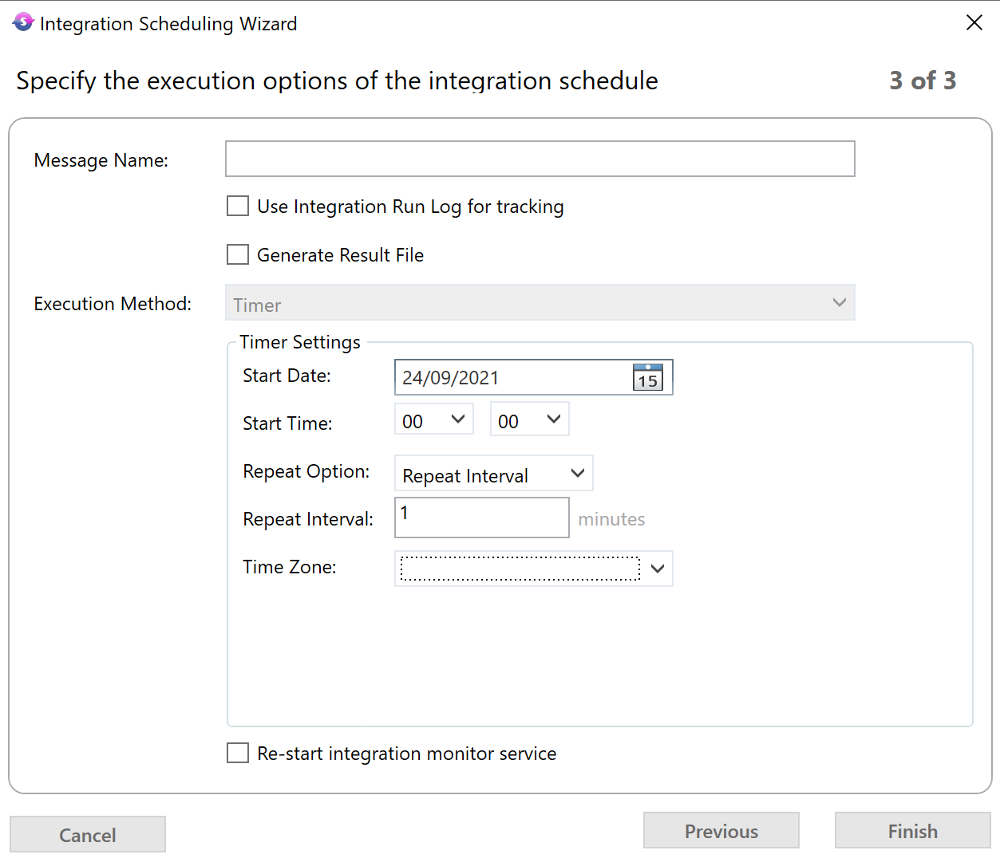 Integration Scheduling Wizard
Specify the execution options of the integration schedule 3 of 3
Message Name:
Use Integration Run Log for tracking
Generate Result File
Execution Method: Timer
Timer Settings
Start Date: 24/09/2021 15
Start Time: 00 00
Repeat Option: Repeat Interval
Repeat Interval: 1 minutes
Time Zone:
Re-start integration monitor service
Cancel Previous Finish